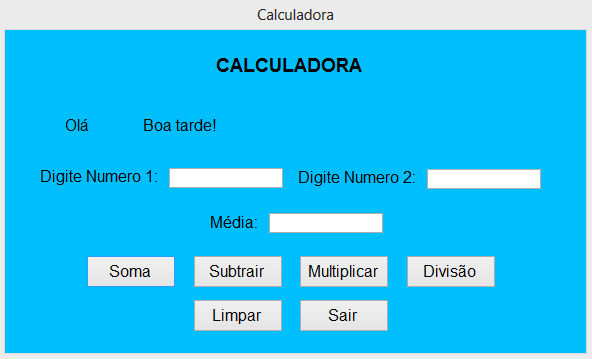 Calculadora
CALCULADORA
Olá Boa tarde!
Digite Numero 1: Digite Numero 2:
Média:
Soma Subtrair Multiplicar Divisão
Limpar Sair